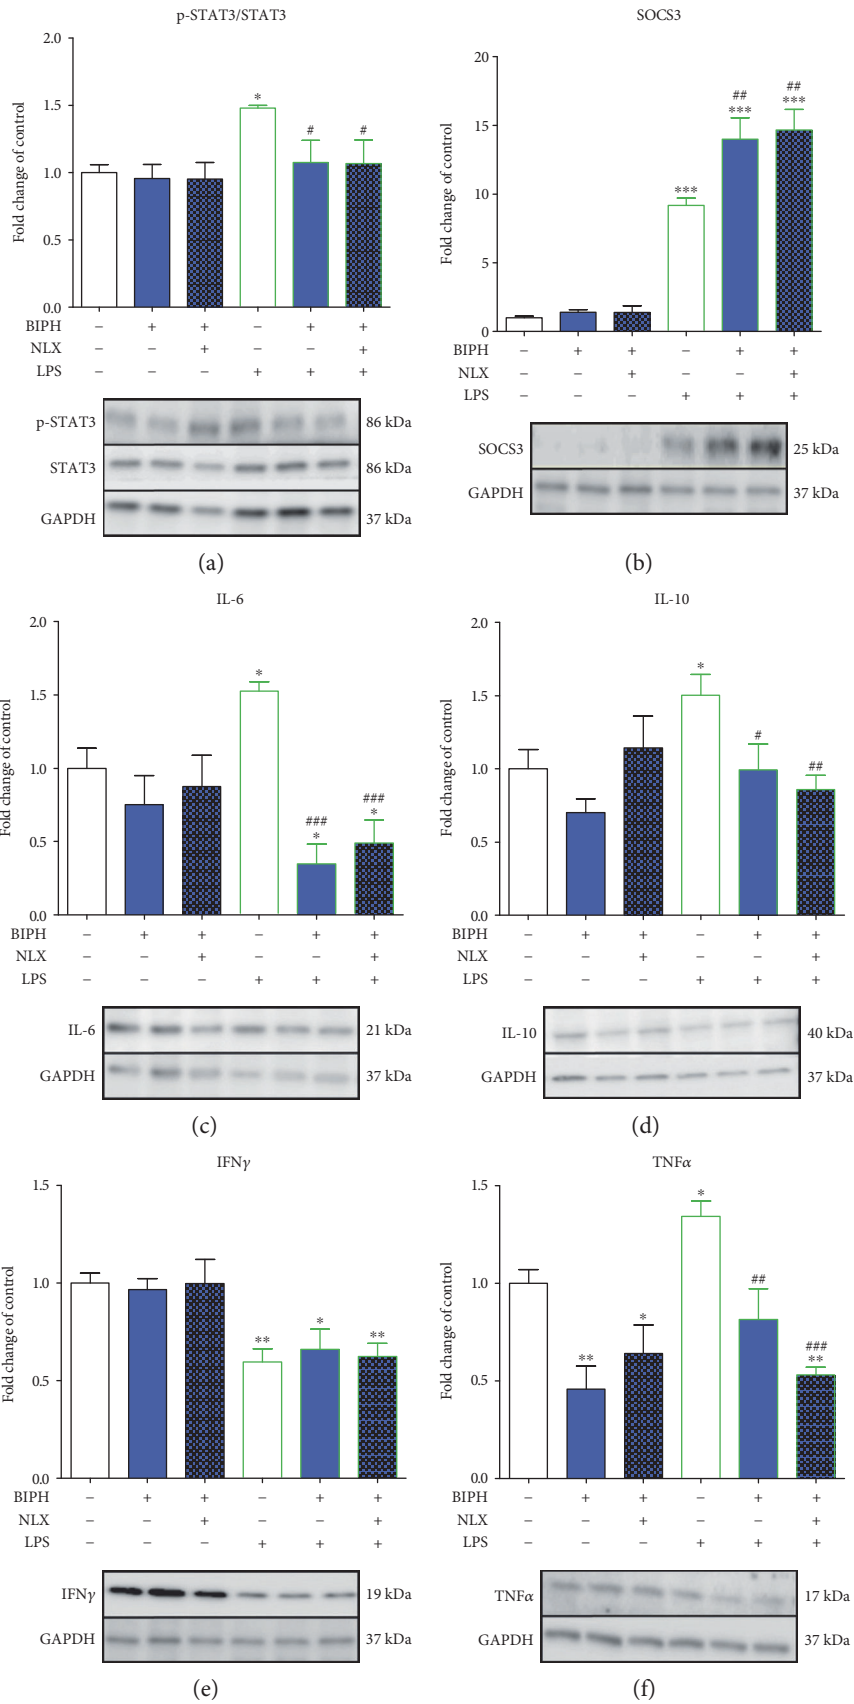 p-STAT3/STAT3
Fold change of control
2.0
1.5
1.0
0.5
0.0
*
#
#
BIPH − + + − + +
NLX − − + − − +
LPS − − − + + +
p-STAT3 86 kDa
STAT3 86 kDa
GAPDH 37 kDa
(a)
SOCS3
Fold change of control
20
15
10
5
0
***
##
***
##
***
BIPH − + + − + +
NLX − − + − − +
LPS − − − + + +
SOCS3 25 kDa
GAPDH 37 kDa
(b)
IL-6
Fold change of control
2.0
1.5
1.0
0.5
0.0
*
###
*
###
*
BIPH − + + − + +
NLX − − + − − +
LPS − − − + + +
IL-6 21 kDa
GAPDH 37 kDa
(c)
IL-10
Fold change of control
2.0
1.5
1.0
0.5
0.0
*
#
##
BIPH − + + − + +
NLX − − + − − +
LPS − − − + + +
IL-10 40 kDa
GAPDH 37 kDa
(d)
IFNγ
Fold change of control
1.5
1.0
0.5
0.0
**
*
**
BIPH − + + − + +
NLX − − + − − +
LPS − − − + + +
IFNγ 19 kDa
GAPDH 37 kDa
(e)
TNFα
Fold change of control
1.5
1.0
0.5
0.0
**
*
*
##
###
**
BIPH − + + − + +
NLX − − + − − +
LPS − − − + + +
TNFα 17 kDa
GAPDH 37 kDa
(f)